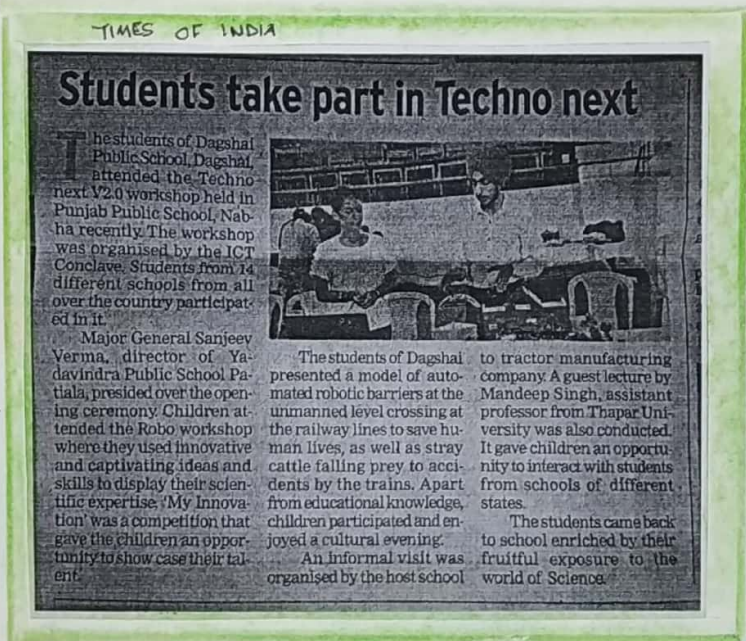 TIMES OF INDIA
Students take part in Techno next
The students of Dagshai
Public School, Dagshai,
attended the Techno
next V2.0 workshop held in
Punjab Public School, Nab-
ha recently. The workshop
was organised by the ICT
Conclave. Students from 14
different schools from all
over the country participat-
ed in it.
Major General Sanjeev
Verma, director of Ya-
davindra Public School Pa-
tiala, presided over the open-
ing ceremony. Children at-
tended the Robo workshop
where they used innovative
and captivating ideas and
skills to display their scien-
tific expertise. 'My Innova-
tion' was a competition that
gave the children an oppor-
tunity to show case their tal-
ent.
The students of Dagshai
presented a model of auto-
mated robotic barriers at the
unmanned level crossing at
the railway lines to save hu-
man lives, as well as stray
cattle falling prey to acci-
dents by the trains. Apart
from educational knowledge,
children participated and en-
joyed a cultural evening.
An informal visit was
organised by the host school
to tractor manufacturing
company. A guest lecture by
Mandeep Singh, assistant
professor from Thapar Uni-
versity was also conducted.
It gave children an opportu-
nity to interact with students
from schools of different
states.
The students came back
to school enriched by their
fruitful exposure to the
world of Science.